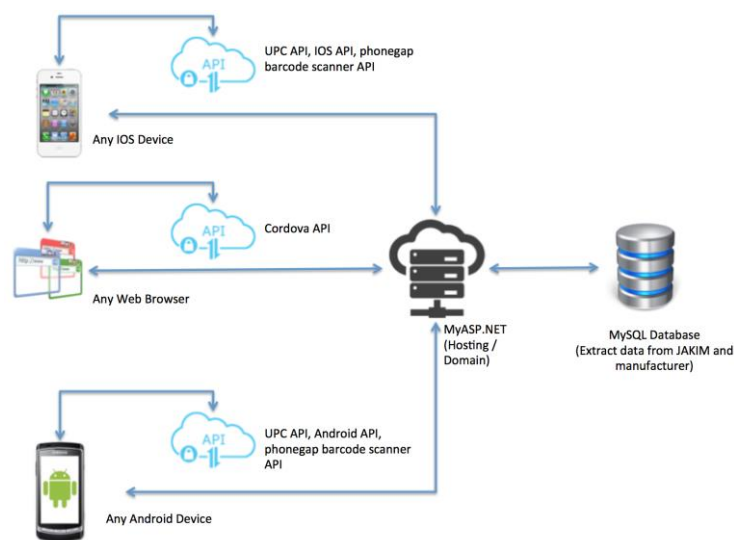 API
UPC API, IOS API, phonegap
barcode scanner API
Any IOS Device
API
Cordova API
http://www
Any Web Browser
MyASP.NET
(Hosting /
Domain)
MySQL Database
(Extract data from JAKIM and
manufacturer)
API
UPC API, Android API,
phonegap barcode scanner
API
Any Android Device